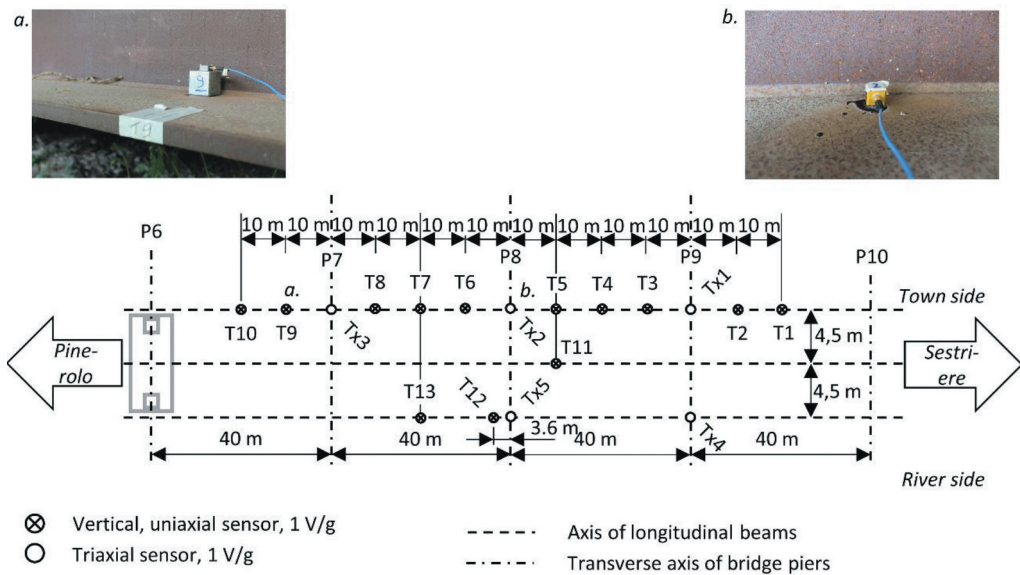 a.
b.
9
T9
10 m 10 m 10 m 10 m 10 m 10 m 10 m 10 m 10 m 10 m 10 m 10 m
P6
P7
P8
P9
P10
T8
T7
T6
T5
T4
T3
Tx1
a.
b.
Town side
T10
T9
Tx3
Tx2
T2
T1
4,5 m
Pine-
rolo
T11
Sestri-
ere
T13
T12
Tx5
4,5 m
3.6 m
Tx4
40 m
40 m
40 m
40 m
River side
Vertical, uniaxial sensor, 1 V/g
Triaxial sensor, 1 V/g
Axis of longitudinal beams
Transverse axis of bridge piers